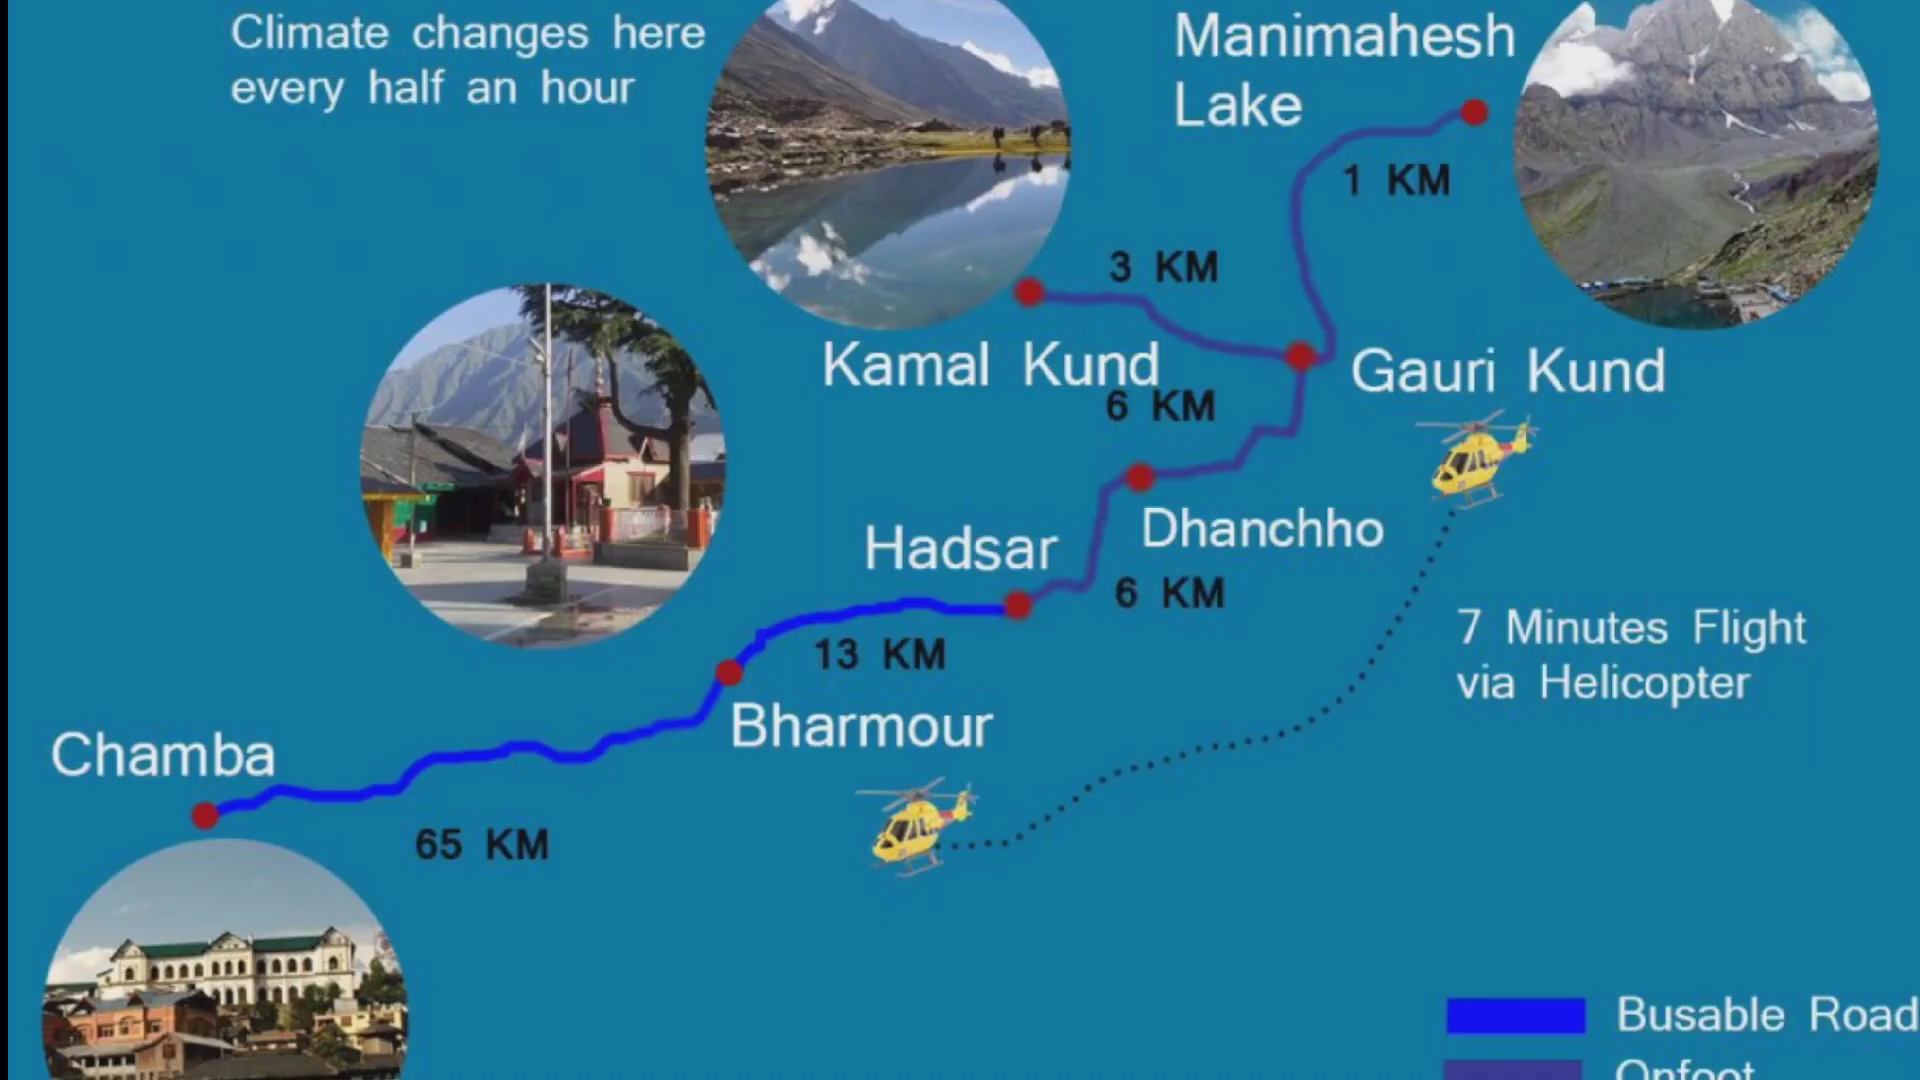 Climate changes here
every half an hour
Manimahesh
Lake
1 KM
3 KM
Kamal Kund
Gauri Kund
6 KM
Dhanchho
Hadsar
6 KM
7 Minutes Flight
via Helicopter
13 KM
Bharmour
Chamba
65 KM
Busable Road
Onfoot